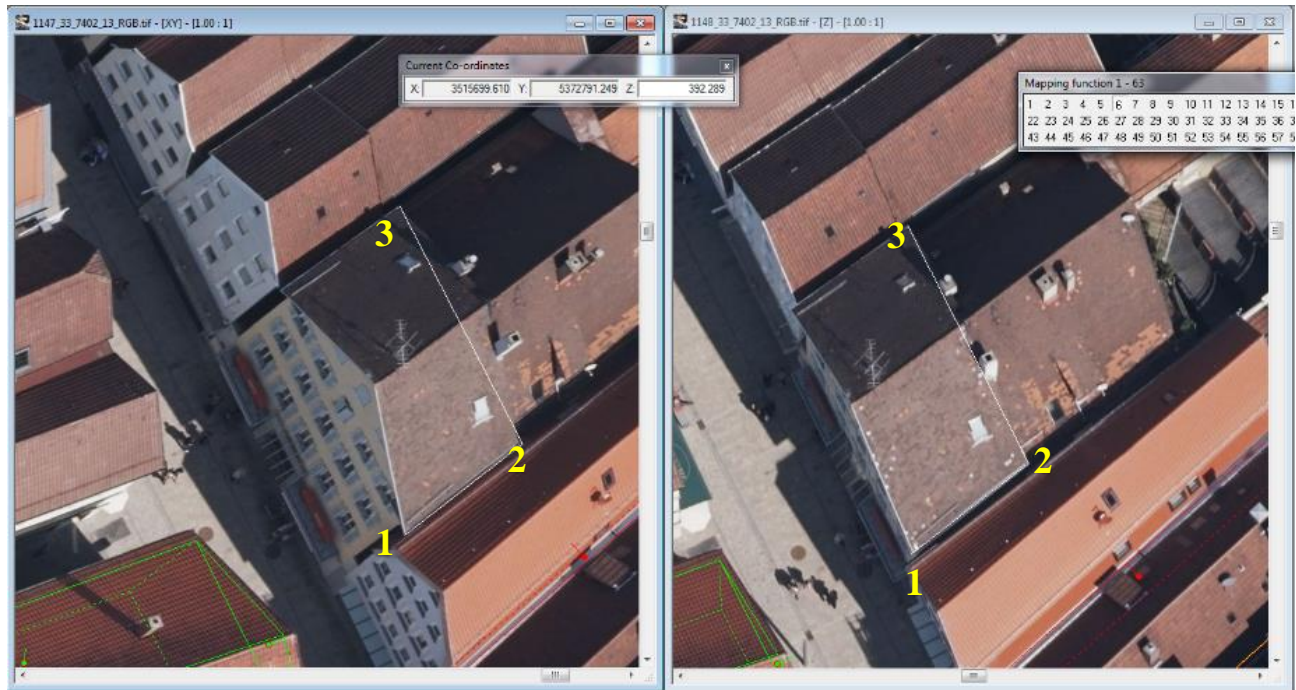 1147_33_7402_13_RGB.tif - [XY] - [1.00 : 1]
1148_33_7402_13_RGB.tif - [Z] - [1.00 : 1]
Current Co-ordinates
X: 3515699.610 Y: 5372791.249 Z: 392.289
Mapping function 1 - 63
1 2 3 4 5 6 7 8 9 10 11 12 13 14 15 1
22 23 24 25 26 27 28 29 30 31 32 33 34 35 36 3
43 44 45 46 47 48 49 50 51 52 53 54 55 56 57 5
3
2
1
3
2
1